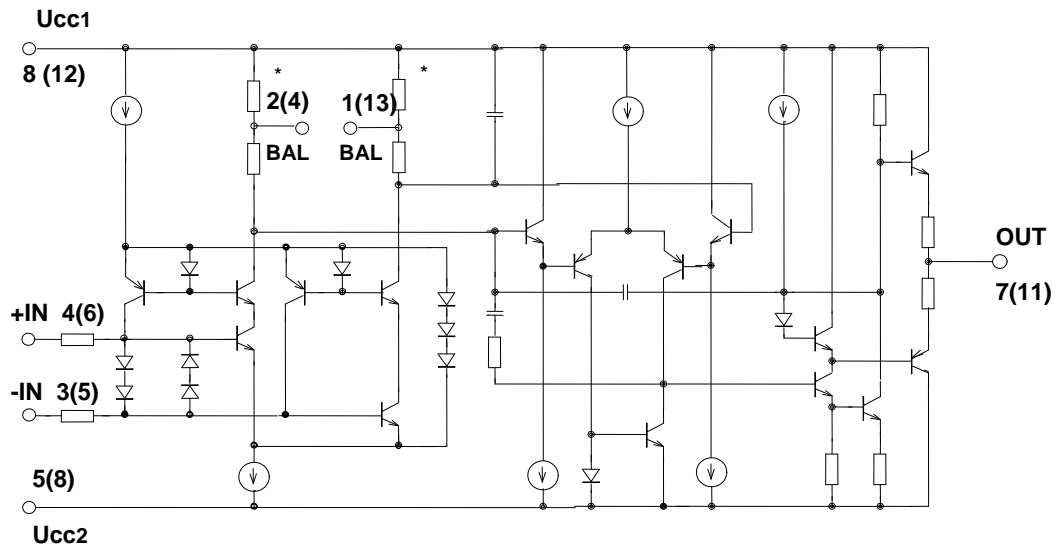 Ucc1
8 (12)
*
*
2(4)
1(13)
BAL
BAL
OUT
7(11)
+IN 4(6)
-IN 3(5)
5(8)
Ucc2